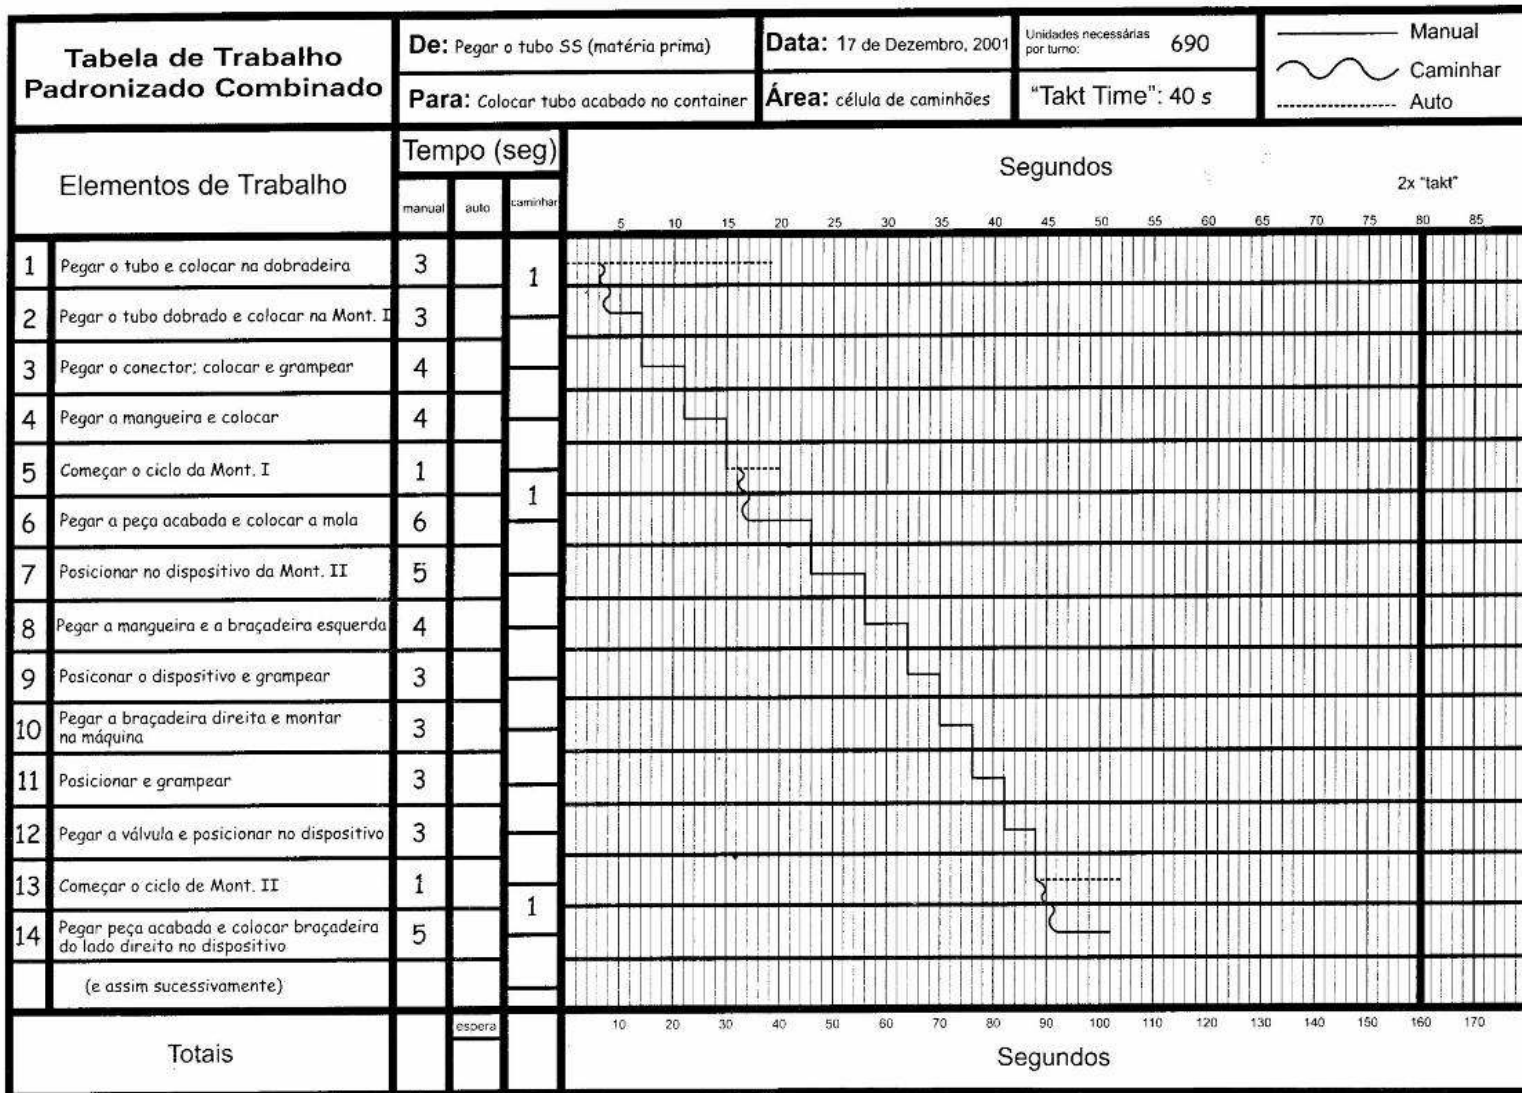 Tabela de Trabalho
Padronizado Combinado
De: Pegar o tubo SS (matéria prima)
Para: Colocar tubo acabado no container
Data: 17 de Dezembro, 2001
Área: célula de caminhões
Unidades necessárias
por turno: 690
"Takt Time": 40 s
Manual
Caminhar
Auto
Elementos de Trabalho
Tempo (seg)
manual auto caminhar
Segundos
2x "takt"
5 10 15 20 25 30 35 40 45 50 55 60 65 70 75 80 85
1 Pegar o tubo e colocar na dobradeira 3
1
2 Pegar o tubo dobrado e colocar na Mont. I 3
3 Pegar o conector; colocar e grampear 4
4 Pegar a mangueira e colocar 4
5 Começar o ciclo da Mont. I 1
1
6 Pegar a peça acabada e colocar a mola 6
7 Posicionar no dispositivo da Mont. II 5
8 Pegar a mangueira e a braçadeira esquerda 4
9 Posiconar o dispositivo e grampear 3
10 Pegar a braçadeira direita e montar
na máquina 3
11 Posicionar e grampear 3
12 Pegar a válvula e posicionar no dispositivo 3
13 Começar o ciclo de Mont. II 1
1
14 Pegar peça acabada e colocar braçadeira
do lado direito no dispositivo 5
(e assim sucessivamente)
Totais
espera
10 20 30 40 50 60 70 80 90 100 110 120 130 140 150 160 170
Segundos